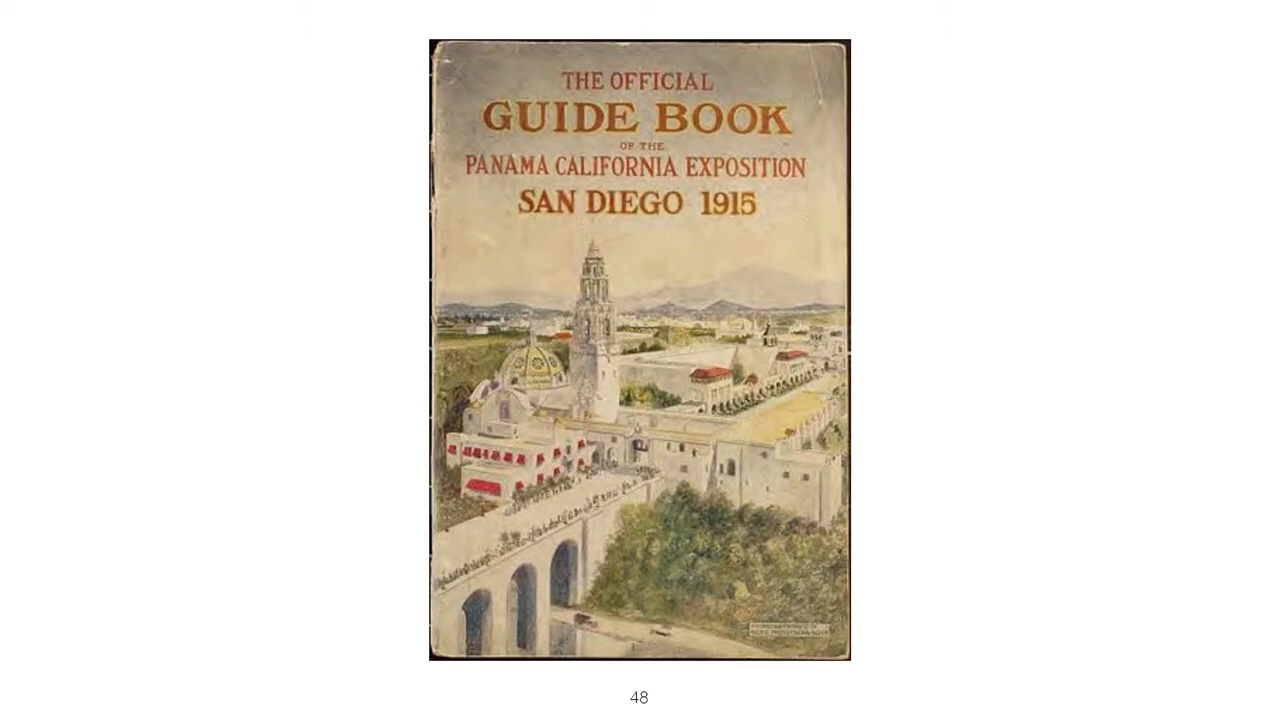 THE OFFICIAL
GUIDE BOOK
OF THE
PANAMA CALIFORNIA EXPOSITION
SAN DIEGO 1915
48